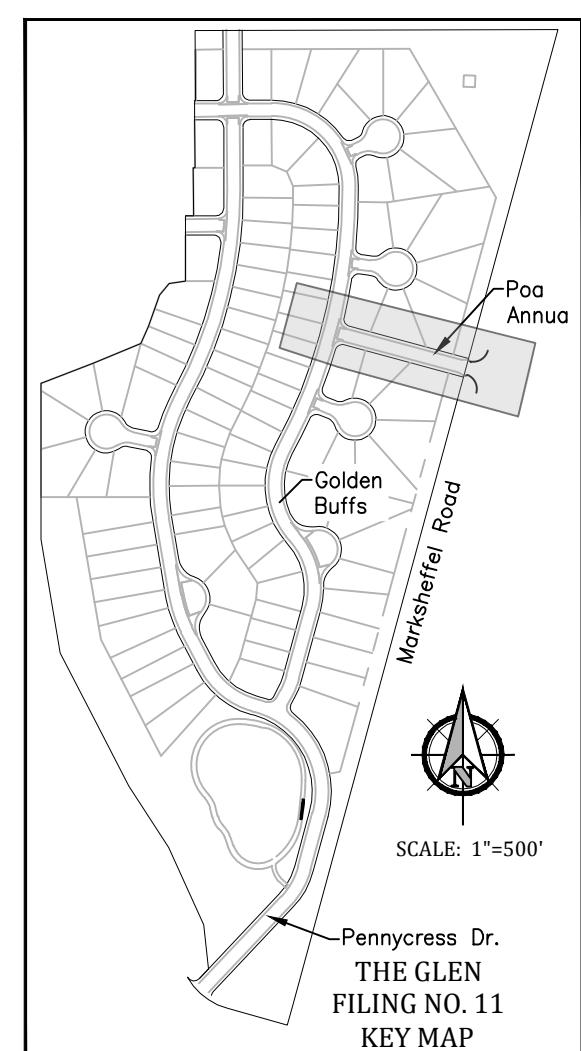 Poa
Annua
Golden
Buffs
Marksheffel Road
N
SCALE: 1"=500'
Pennycress Dr.
THE GLEN
FILING NO. 11
KEY MAP